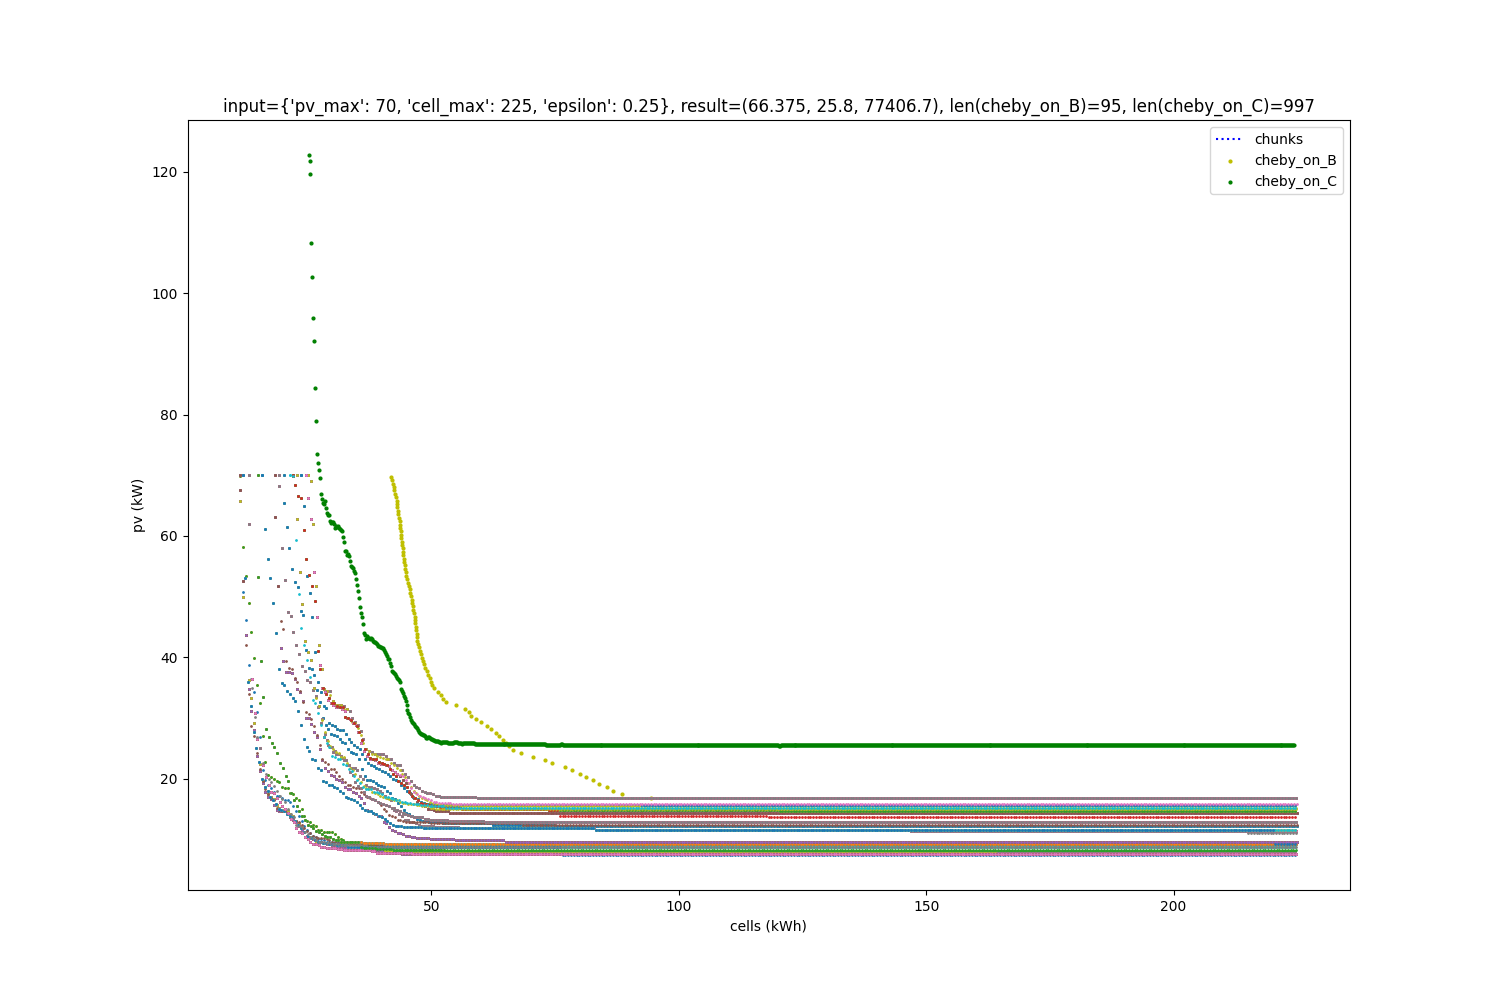 input={'pv_max': 70, 'cell_max': 225, 'epsilon': 0.25}, result=(66.375, 25.8, 77406.7), len(cheby_on_B)=95, len(cheby_on_C)=997
chunks
cheby_on_B
cheby_on_C
120
100
80
60
40
20
pv (kW)
50
100
150
200
cells (kWh)